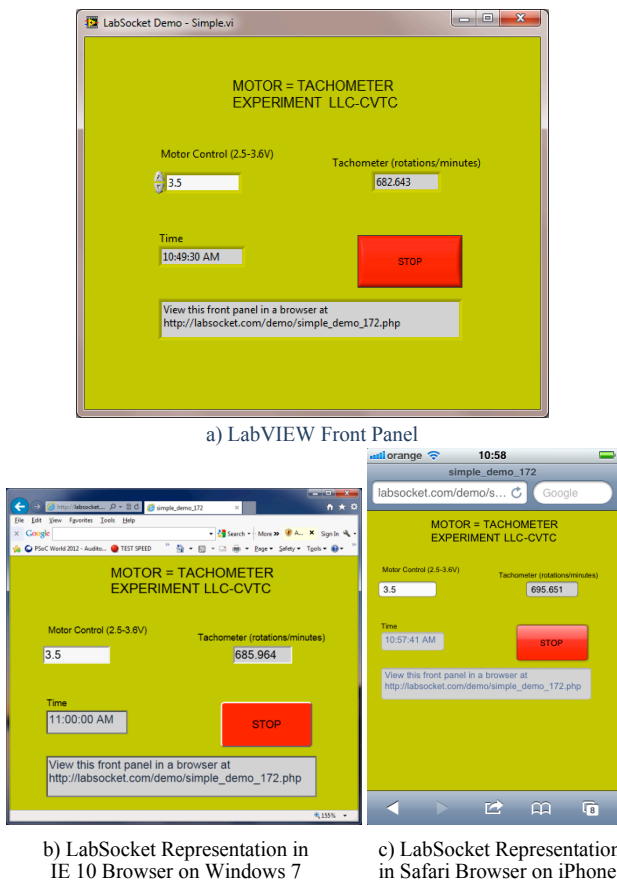 LabSocket Demo - Simple.vi
MOTOR = TACHOMETER
EXPERIMENT LLC-CVTC
Motor Control (2.5-3.6V)
Tachometer (rotations/minutes)
3.5
682.643
Time
10:49:30 AM
STOP
View this front panel in a browser at
http://labsocket.com/demo/simple_demo_172.php
a) LabVIEW Front Panel
http://labsocket...
simple_demo_172
File Edit View Favorites Tools Help
Google
Search
More »
A...
Sign In
PSoC World 2012 - Audito...
TEST SPEED
Page
Safety
Tools
MOTOR = TACHOMETER
EXPERIMENT LLC-CVTC
Motor Control (2.5-3.6V)
Tachometer (rotations/minutes)
3.5
685.964
Time
11:00:00 AM
STOP
View this front panel in a browser at
http://labsocket.com/demo/simple_demo_172.php
155%
b) LabSocket Representation in
IE 10 Browser on Windows 7
orange
10:58
simple_demo_172
labsocket.com/demo/s...
Google
MOTOR = TACHOMETER
EXPERIMENT LLC-CVTC
Motor Control (2.5-3.6V)
Tachometer (rotations/minutes)
3.5
695.651
Time
10:57:41 AM
STOP
View this front panel in a browser at
http://labsocket.com/demo/simple_demo_172.php
8
c) LabSocket Representation
in Safari Browser on iPhone